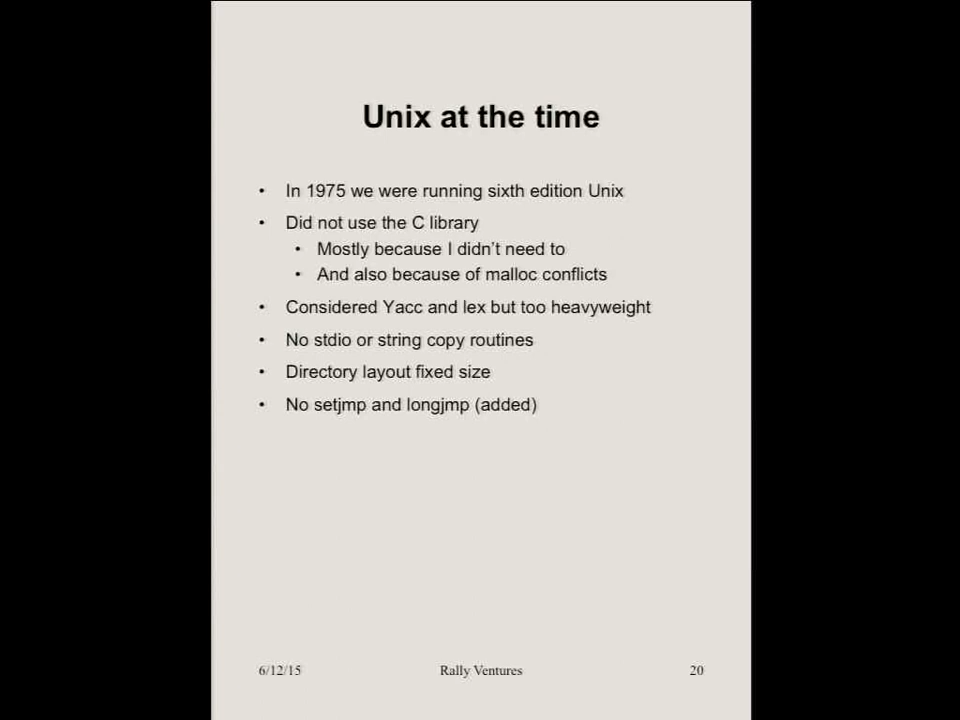 Unix at the time
• In 1975 we were running sixth edition Unix
• Did not use the C library
• Mostly because I didn't need to
• And also because of malloc conflicts
• Considered Yacc and lex but too heavyweight
• No stdio or string copy routines
• Directory layout fixed size
• No setjmp and longjmp (added)
6/12/15 Rally Ventures 20